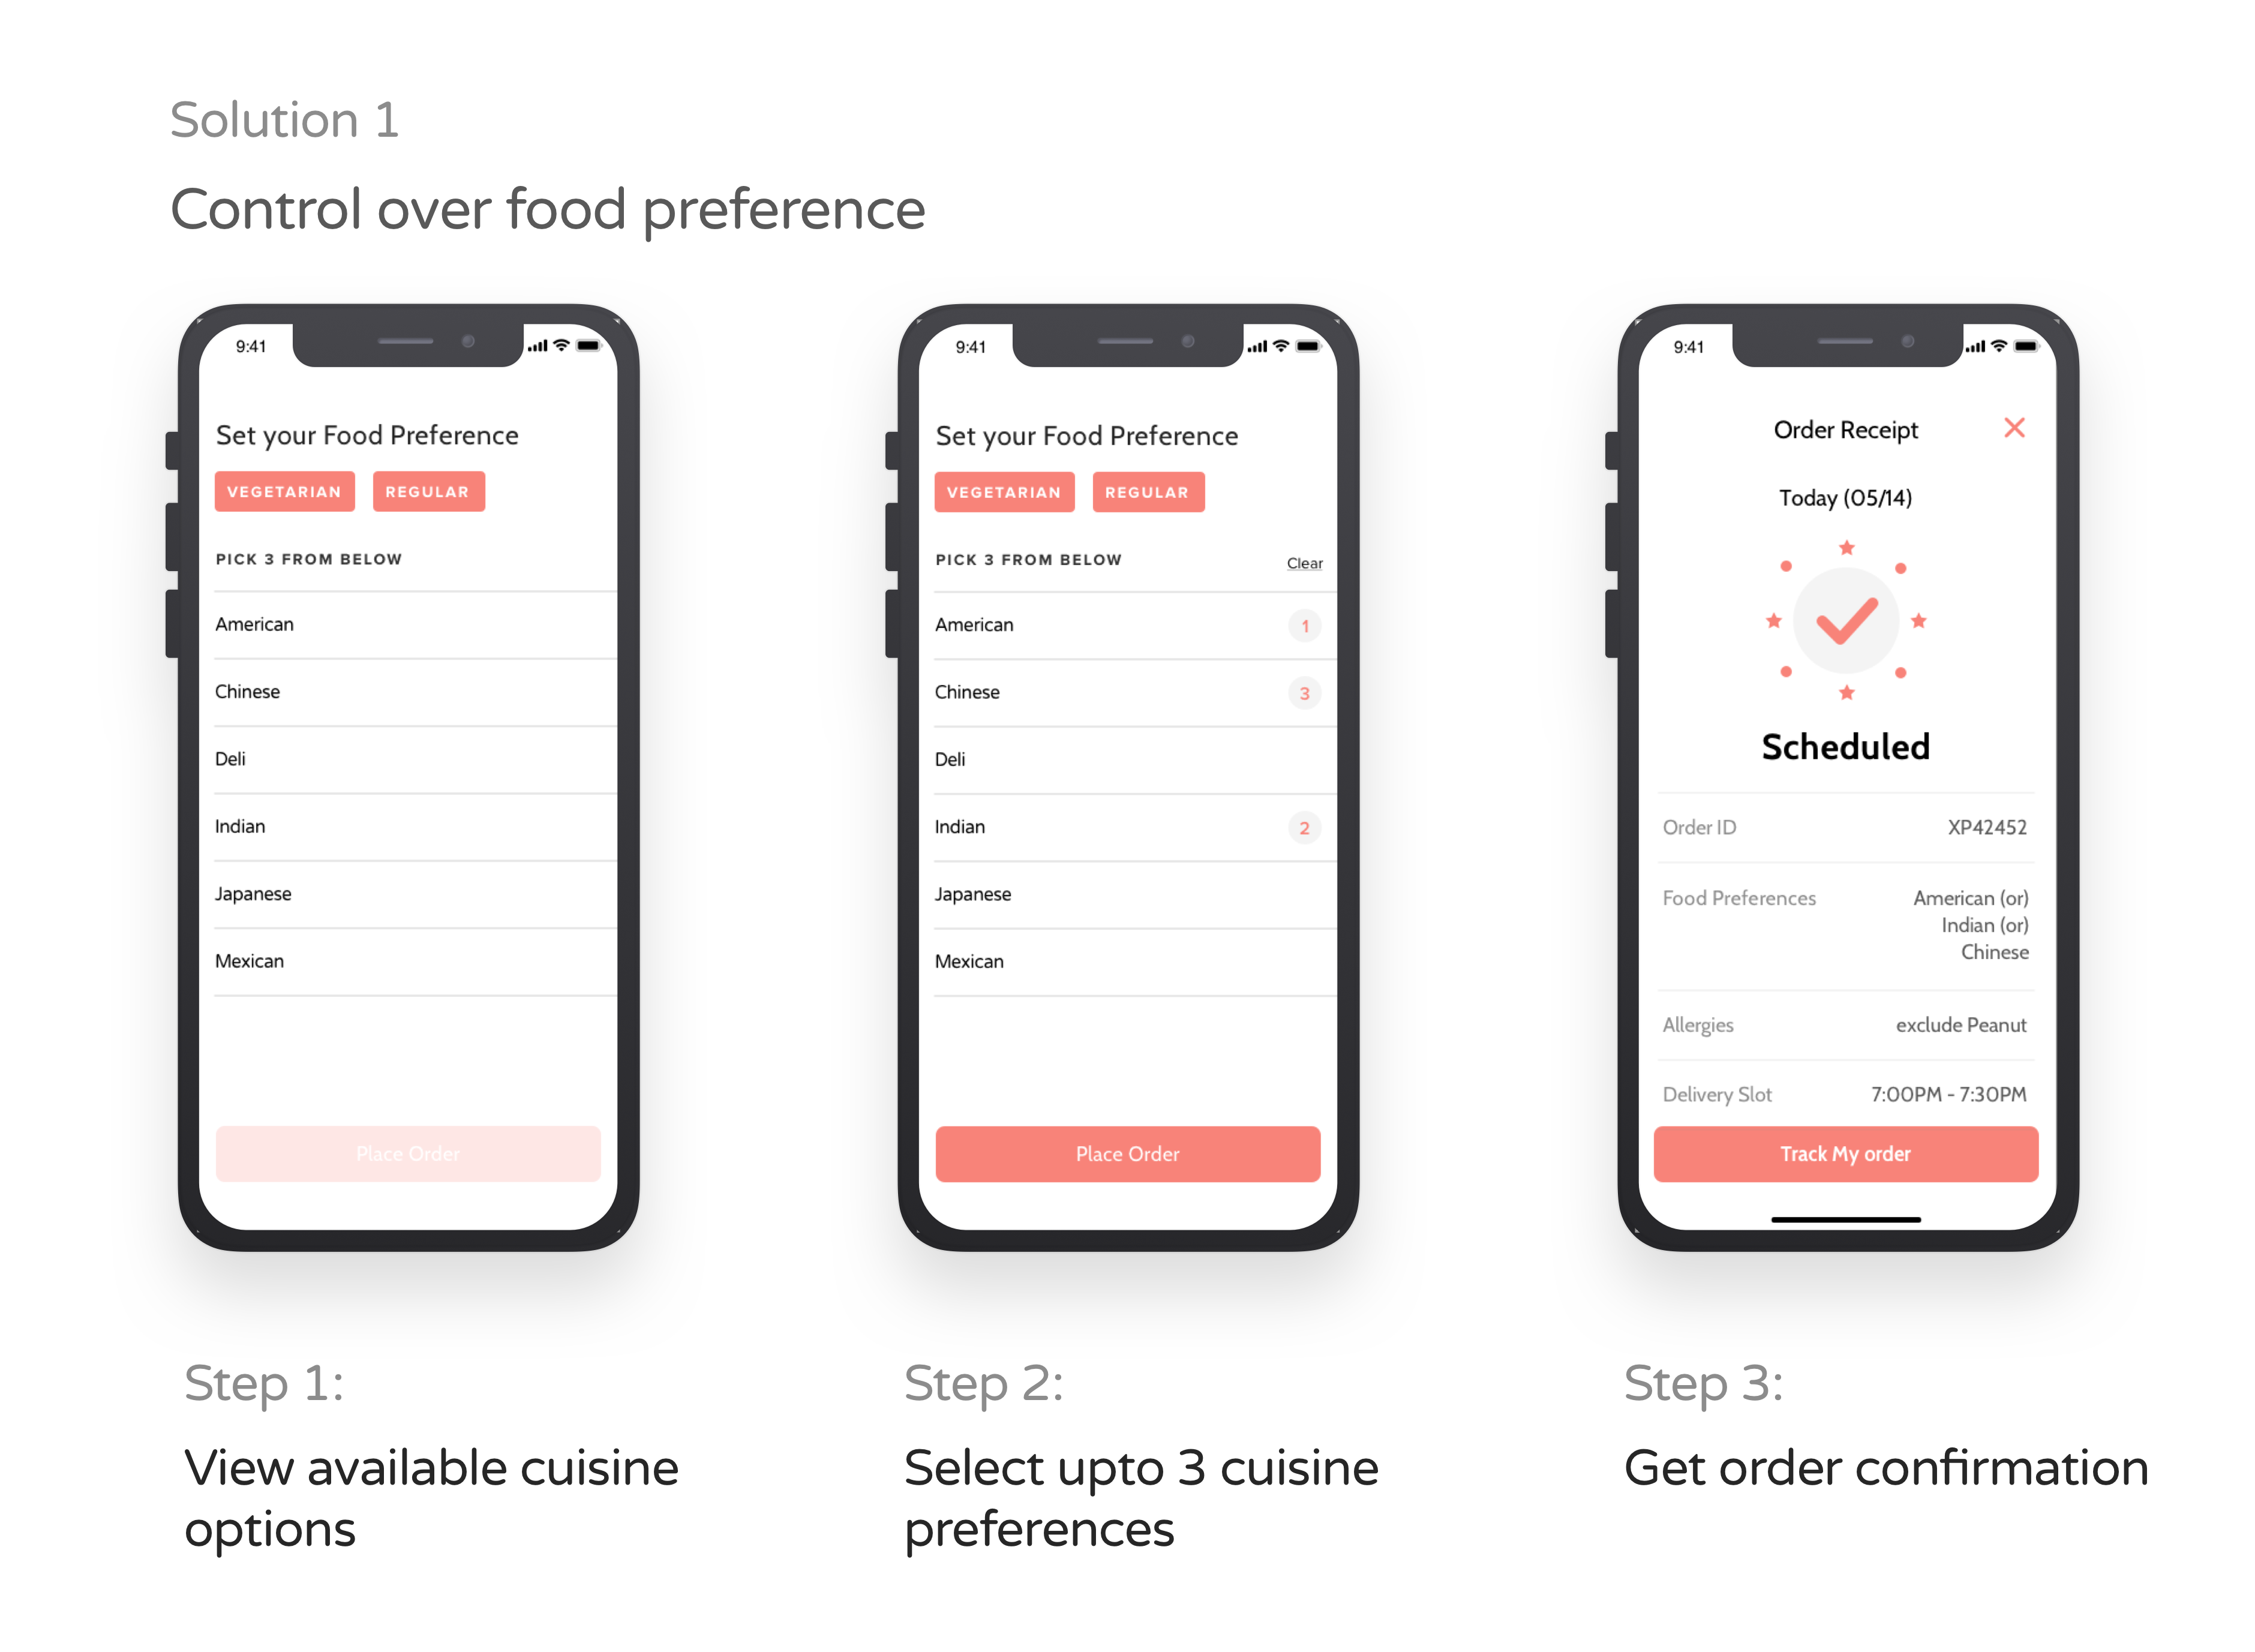 Solution 1
Control over food preference
9:41
Set your Food Preference
VEGETARIAN REGULAR
PICK 3 FROM BELOW
American
Chinese
Deli
Indian
Japanese
Mexican
Place Order
Step 1:
View available cuisine
options
9:41
Set your Food Preference
VEGETARIAN REGULAR
PICK 3 FROM BELOW Clear
American 1
Chinese 3
Deli
Indian 2
Japanese
Mexican
Place Order
Step 2:
Select upto 3 cuisine
preferences
9:41
Order Receipt
Today (05/14)
Scheduled
Order ID XP42452
Food Preferences American (or)
Indian (or)
Chinese
Allergies exclude Peanut
Delivery Slot 7:00PM - 7:30PM
Track My order
Step 3:
Get order confirmation